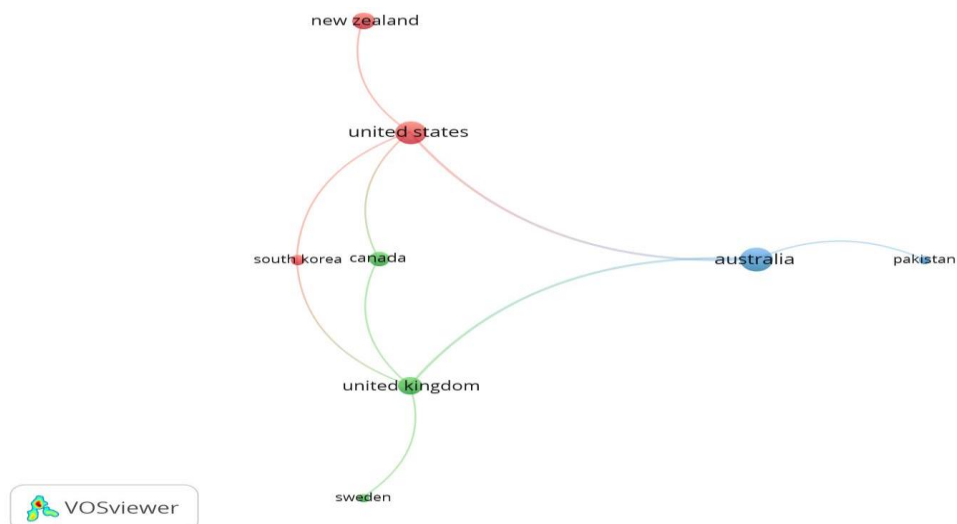 new zealand
united states
south korea
canada
australia
pakistan
united kingdom
sweden
VOSviewer